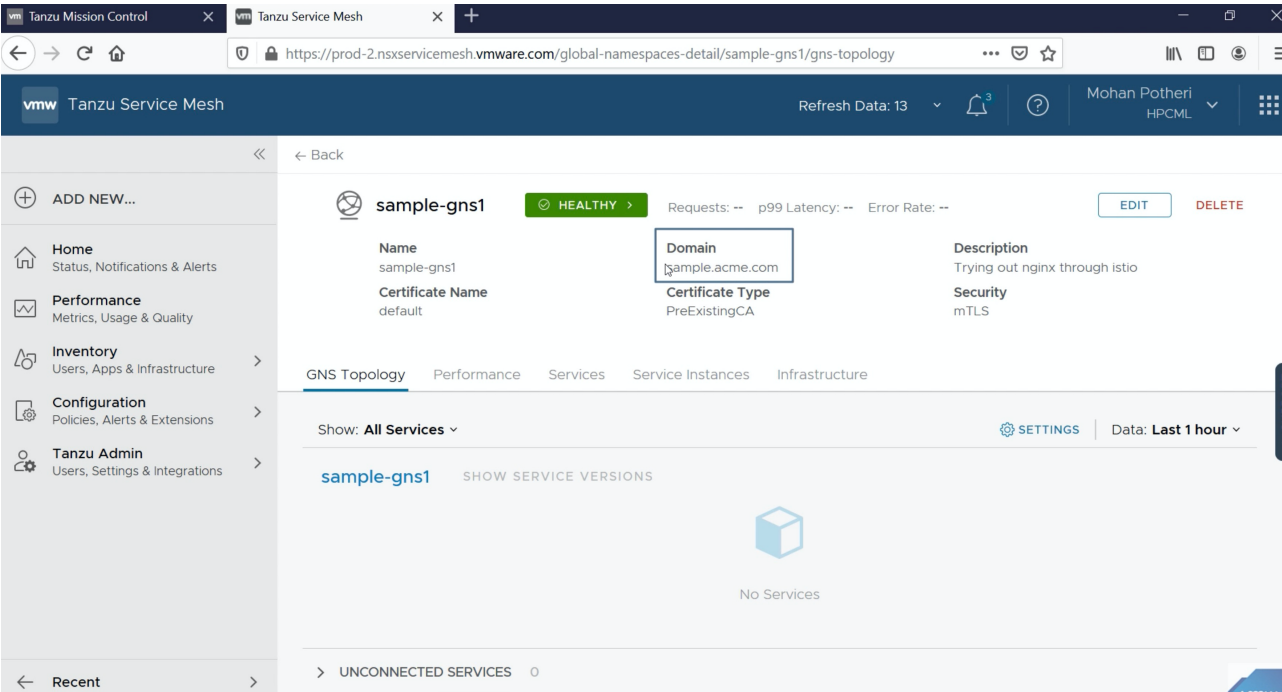 vm Tanzu Mission Control
vm Tanzu Service Mesh
https://prod-2.nsxservicemesh.vmware.com/global-namespaces-detail/sample-gns1/gns-topology
vmw Tanzu Service Mesh
Refresh Data: 13
3
?
Mohan Potheri
HPCML
← Back
ADD NEW...
Home
Status, Notifications & Alerts
Performance
Metrics, Usage & Quality
Inventory
Users, Apps & Infrastructure
Configuration
Policies, Alerts & Extensions
Tanzu Admin
Users, Settings & Integrations
Recent
sample-gns1
HEALTHY
Requests: -- p99 Latency: -- Error Rate: --
EDIT
DELETE
Name
sample-gns1
Domain
sample.acme.com
Description
Trying out nginx through istio
Certificate Name
default
Certificate Type
PreExistingCA
Security
mTLS
GNS Topology Performance Services Service Instances Infrastructure
Show: All Services
SETTINGS
Data: Last 1 hour
sample-gns1 SHOW SERVICE VERSIONS
No Services
UNCONNECTED SERVICES 0